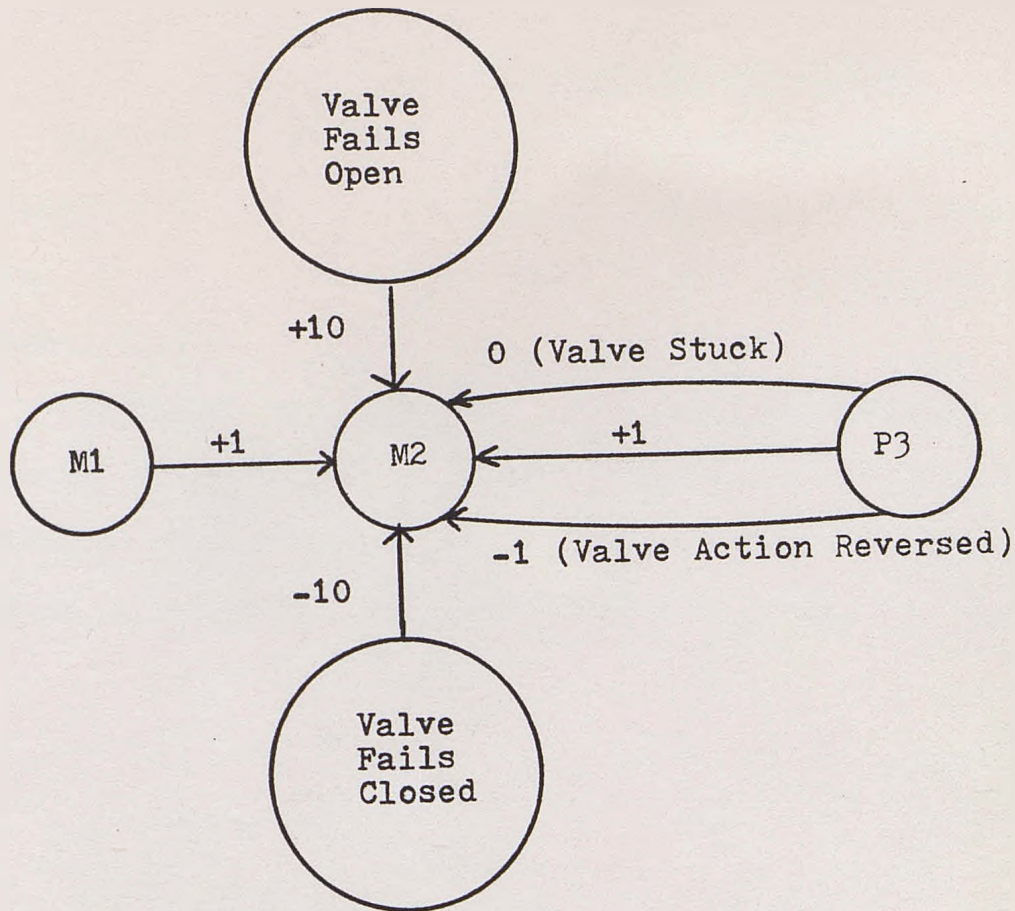 Valve
Fails
Open
+10
0 (Valve Stuck)
M1
+1
M2
+1
P3
-1 (Valve Action Reversed)
-10
Valve
Fails
Closed